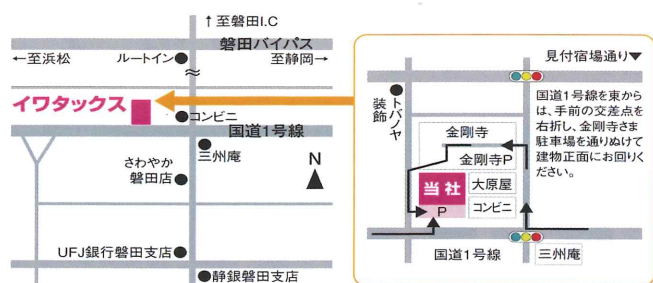 ↑至磐田I.C
磐田バイパス
←至浜松
ルートイン
至静岡→
イワタックス
コンビニ
国道1号線
三州庵
さわやか
磐田店
N
UFJ銀行磐田支店
静銀磐田支店
見付宿場通り▼
トバノヤ
装飾
国道1号線を東から
は、手前の交差点を
右折し、金剛寺さま
駐車場を通りぬけて
建物正面にお回りく
ださい。
金剛寺
金剛寺P
当社
大原屋
P
コンビニ
国道1号線
三州庵